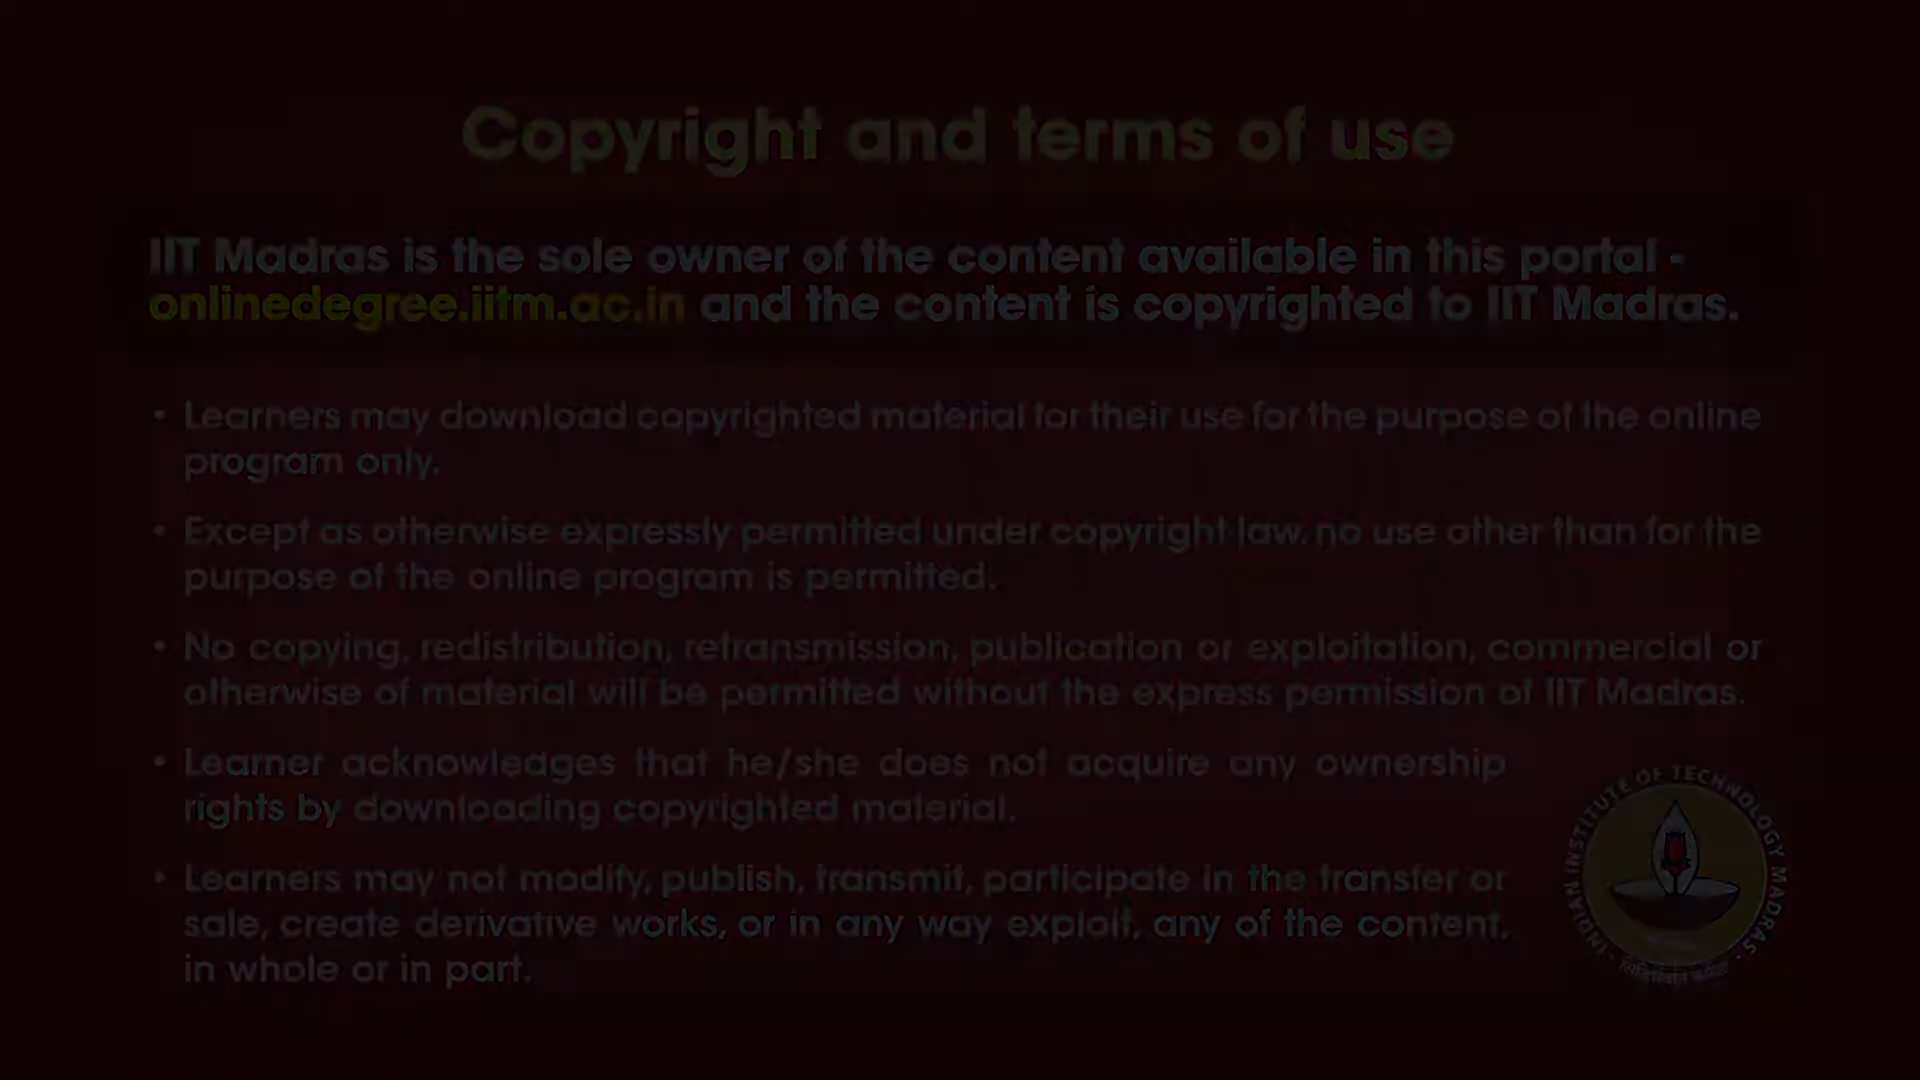 Copyright and terms of use
IIT Madras is the sole owner of the content available in this portal -
onlinedegree.iitm.ac.in and the content is copyrighted to IIT Madras.
• Learners may download copyrighted material for their use for the purpose of the online
program only.
• Except as otherwise expressly permitted under copyright law, no use other than for the
purpose of the online program is permitted.
• No copying, redistribution, retransmission, publication or exploitation, commercial or
otherwise of material will be permitted without the express permission of IIT Madras.
• Learner acknowledges that he/she does not acquire any ownership
rights by downloading copyrighted material.
• Learners may not modify, publish, transmit, participate in the transfer or
sale, create derivative works, or in any way exploit, any of the content,
in whole or in part.
INDIAN INSTITUTE OF TECHNOLOGY MADRAS